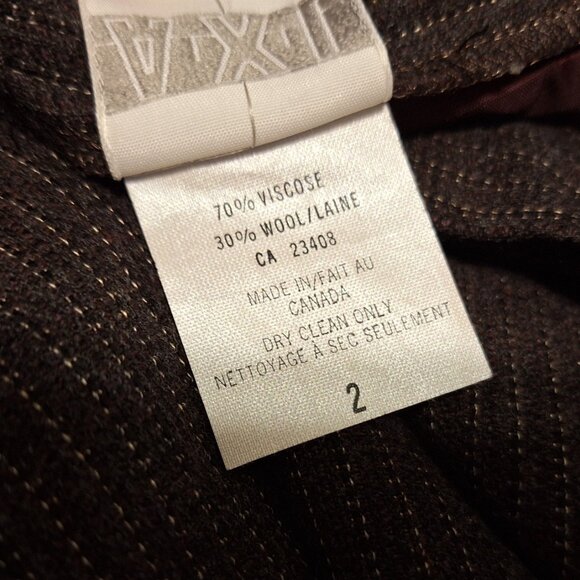 70% VISCOSE
30% WOOL/LAINE
CA 23408
MADE IN/FAIT AU
CANADA
DRY CLEAN ONLY
NETTOYAGE À SEC SEULEMENT
2